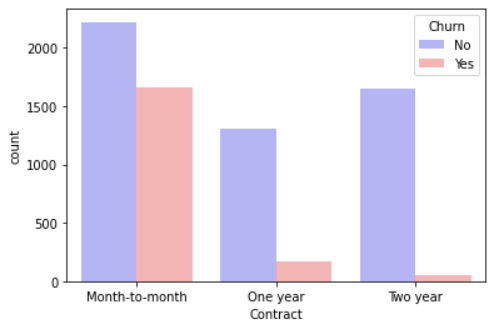 Churn
No
Yes
2000
1500
1000
500
0
count
Month-to-month One year Two year
Contract